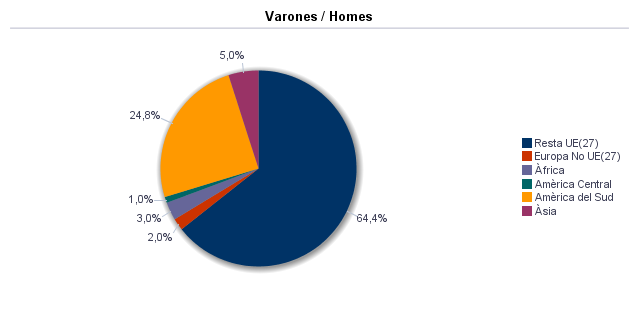 Varones / Homes
5,0%
24,8%
1,0%
3,0%
2,0%
64,4%
Resta UE(27)
Europa No UE(27)
Àfrica
Amèrica Central
Amèrica del Sud
Àsia